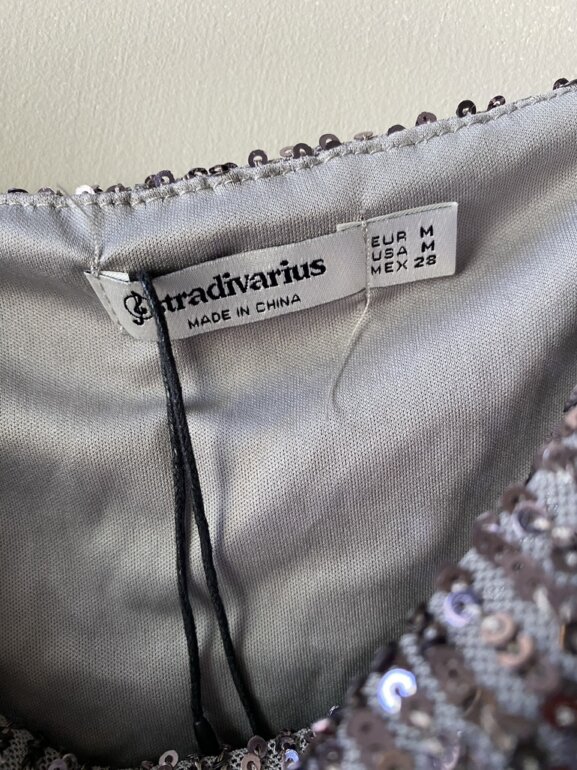 Stradivarius
MADE IN CHINA
EUR M
USA M
MEX 28